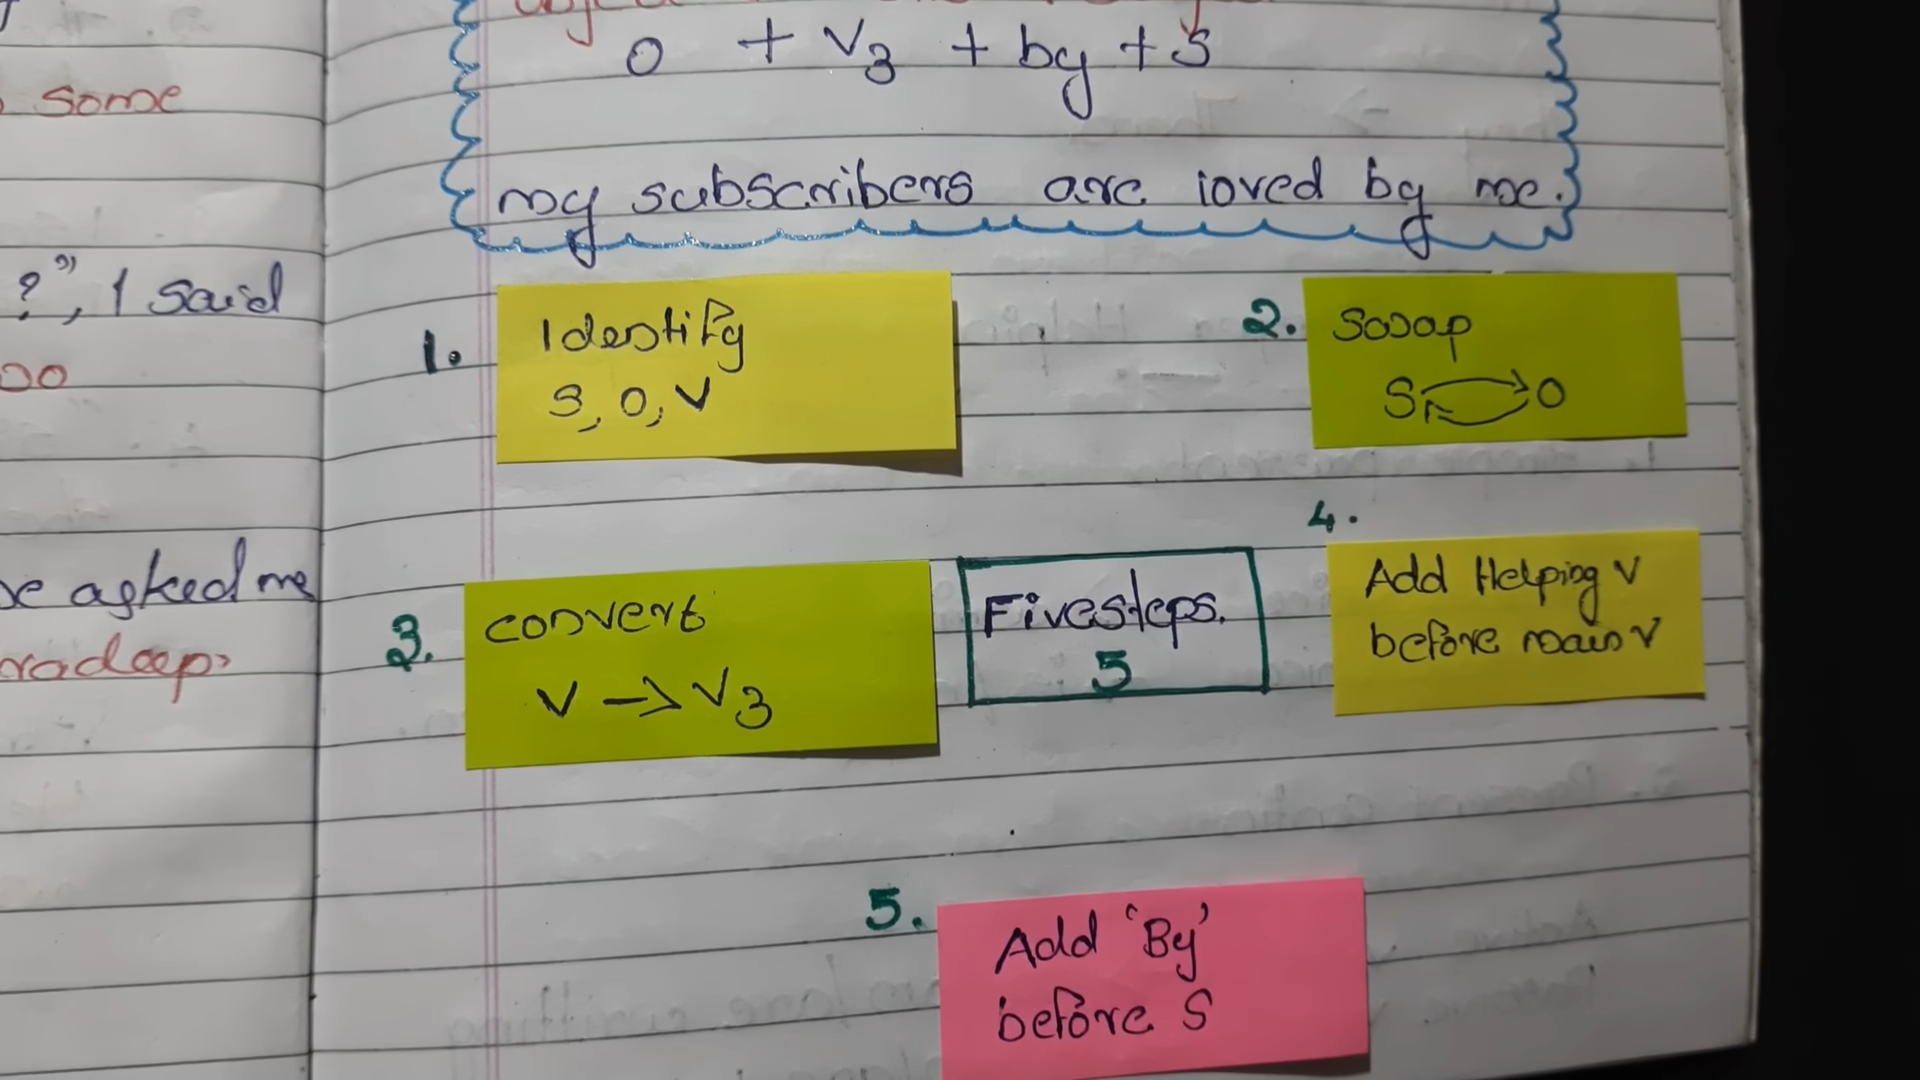 some
?", I said
oo
asked me
O + V3 + by + S
my subscribers are loved by me.
1. Identify
S, O, V
2. Swap
S O
3. convert
V → V3
Five steps.
5
4.
Add Helping V
before main V
5. Add 'By'
before S